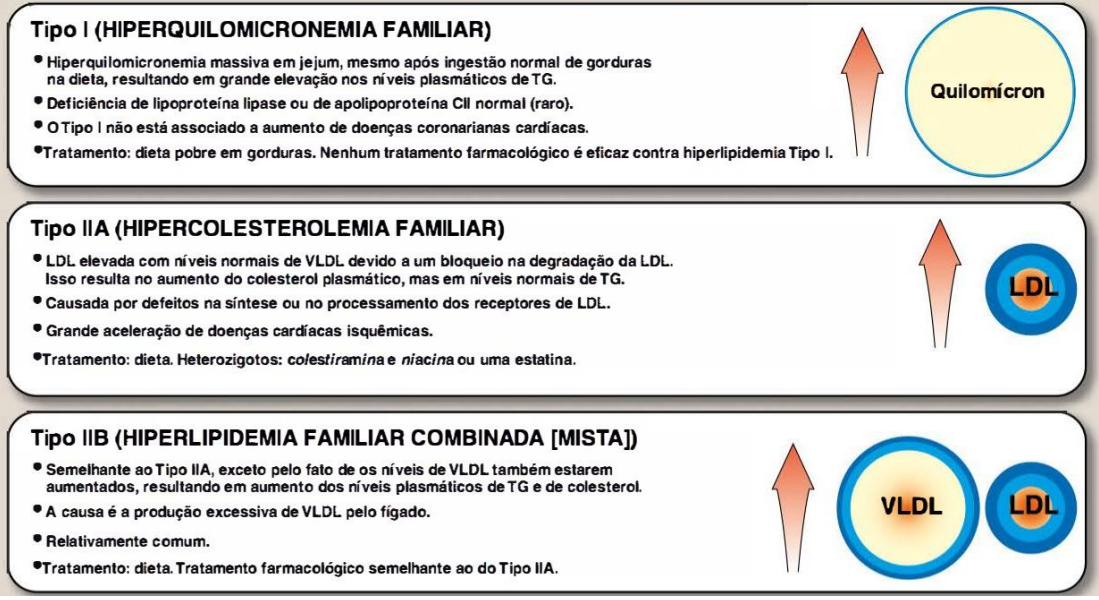 Tipo I (HIPERQUILOMICRONEMIA FAMILIAR)
• Hiperquilomicronemia massiva em jejum, mesmo após ingestão normal de gorduras
na dieta, resultando em grande elevação nos níveis plasmáticos de TG.
• Deficiência de lipoproteína lipase ou de apolipoproteína CII normal (raro).
• O Tipo I não está associado a aumento de doenças coronarianas cardíacas.
•Tratamento: dieta pobre em gorduras. Nenhum tratamento farmacológico é eficaz contra hiperlipidemia Tipo I.
Quilomícron
Tipo IIA (HIPERCOLESTEROLEMIA FAMILIAR)
• LDL elevada com níveis normais de VLDL devido a um bloqueio na degradação da LDL.
Isso resulta no aumento do colesterol plasmático, mas em níveis normais de TG.
• Causada por defeitos na síntese ou no processamento dos receptores de LDL.
• Grande aceleração de doenças cardíacas isquêmicas.
•Tratamento: dieta. Heterozigotos: colestiramina e niacina ou uma estatina.
LDL
Tipo IIB (HIPERLIPIDEMIA FAMILIAR COMBINADA [MISTA])
• Semelhante ao Tipo IIA, exceto pelo fato de os níveis de VLDL também estarem
aumentados, resultando em aumento dos níveis plasmáticos de TG e de colesterol.
• A causa é a produção excessiva de VLDL pelo fígado.
• Relativamente comum.
•Tratamento: dieta. Tratamento farmacológico semelhante ao do Tipo IIA.
VLDL
LDL